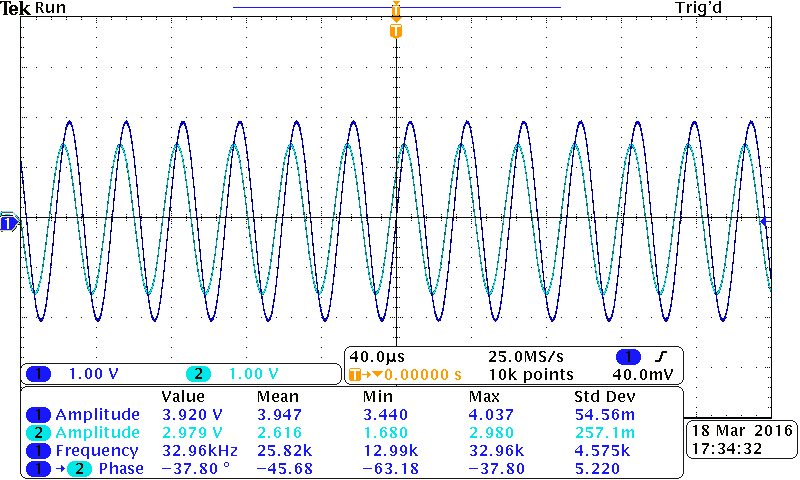 Tek Run Trig'd
T
T
1
40.0µs 25.0MS/s 1 ƒ
1 1.00 V 2 1.00 V T→▼0.00000 s 10k points 40.0mV
Value Mean Min Max Std Dev
1 Amplitude 3.920 V 3.947 3.440 4.037 54.56m
2 Amplitude 2.979 V 2.616 1.680 2.980 257.1m
1 Frequency 32.96kHz 25.82k 12.99k 32.96k 4.575k
1 → 2 Phase −37.80 ° −45.68 −63.18 −37.80 5.220
18 Mar 2016
17:34:32